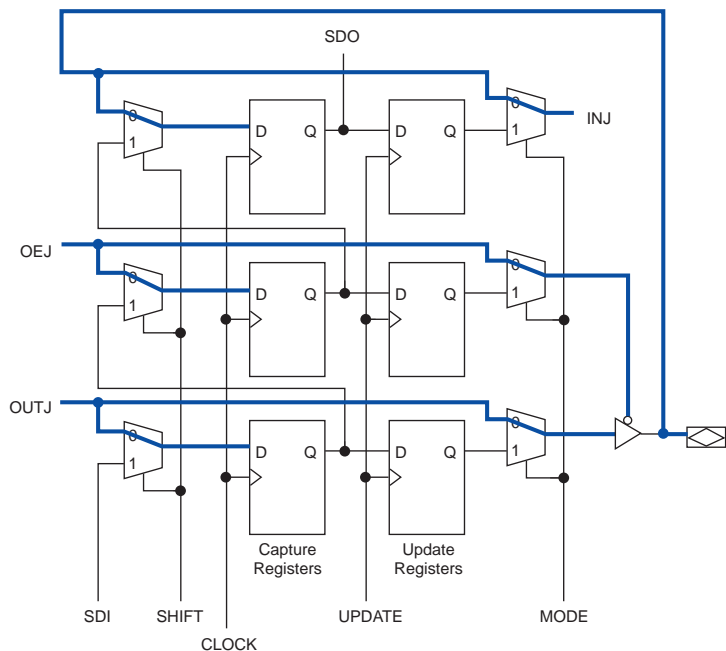 SDO
0
1
D Q
D Q
0
1
INJ
OEJ
0
1
D Q
D Q
0
1
OUTJ
0
1
D Q
D Q
0
1
Capture
Registers
Update
Registers
SDI
SHIFT
CLOCK
UPDATE
MODE